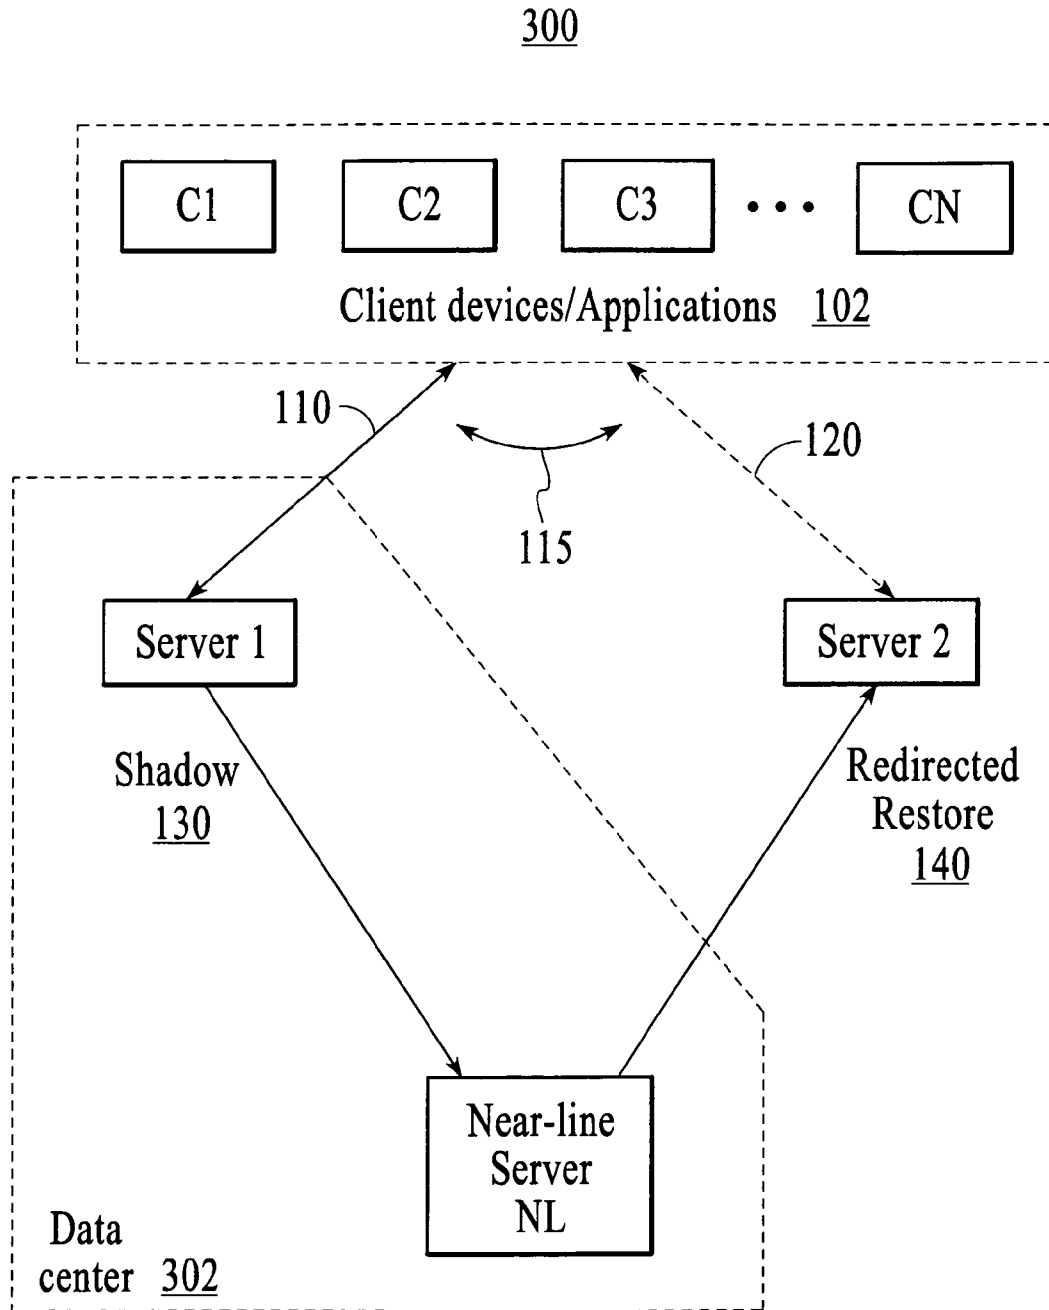 300
C1
C2
C3
CN
Client devices/Applications 102
110
120
115
Server 1
Server 2
Shadow
130
Redirected
Restore
140
Near-line
Server
NL
Data
center 302